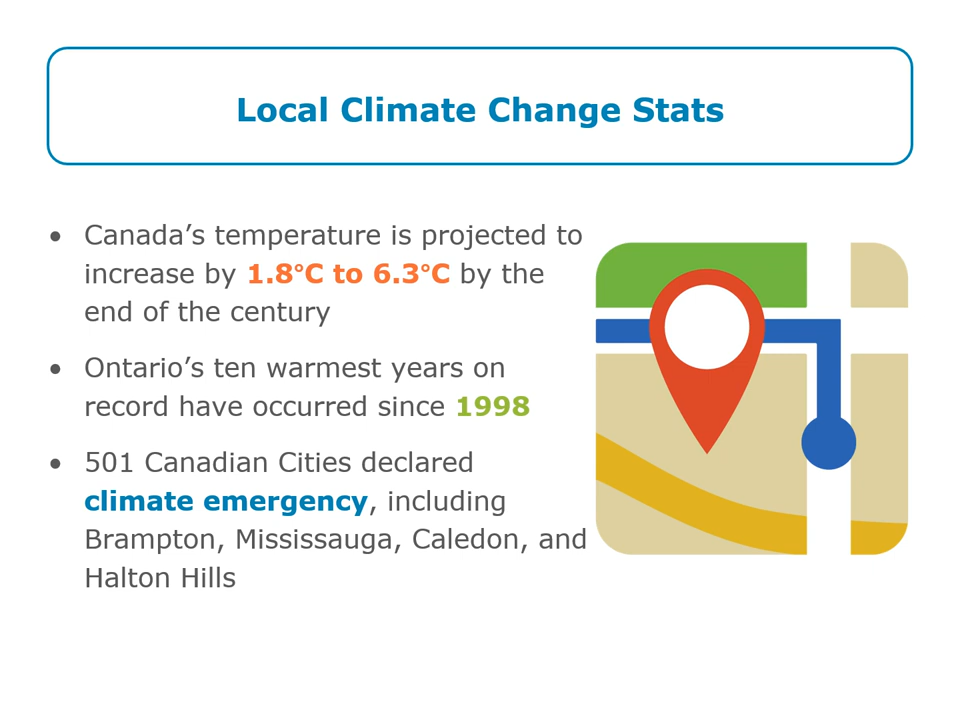 Local Climate Change Stats
• Canada’s temperature is projected to
increase by 1.8°C to 6.3°C by the
end of the century
• Ontario’s ten warmest years on
record have occurred since 1998
• 501 Canadian Cities declared
climate emergency, including
Brampton, Mississauga, Caledon, and
Halton Hills